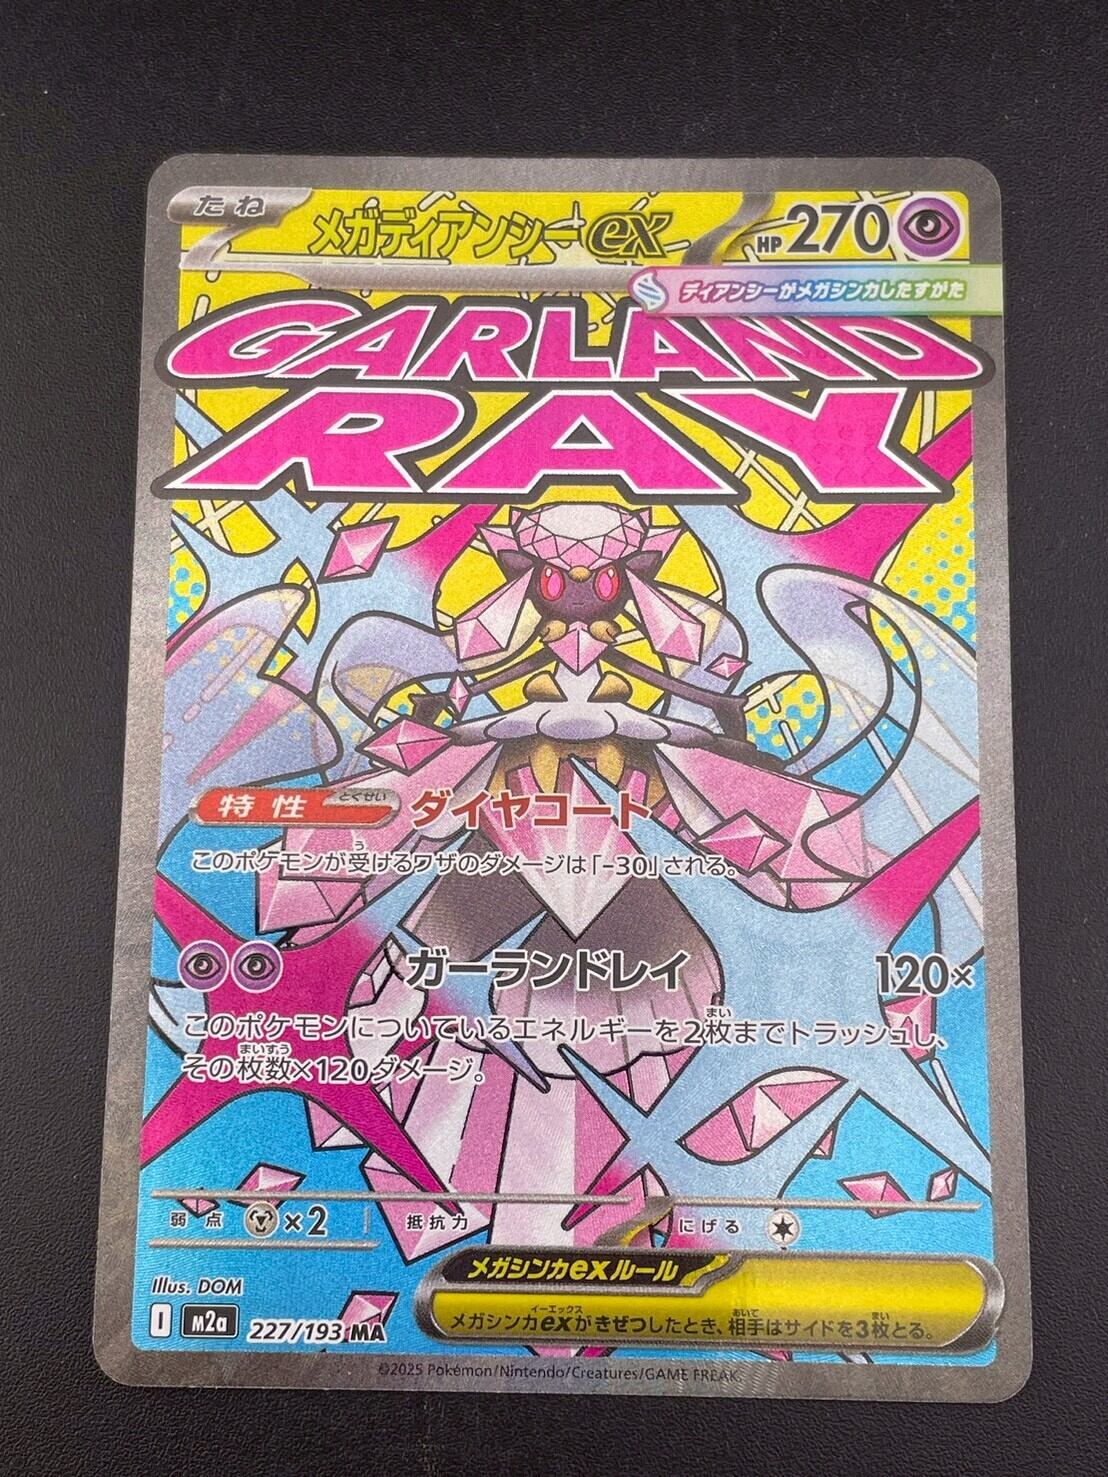 たね メガディアンシーex HP270
ディアンシーがメガシンカしたすがた
GARLAND
RAY
特性 とくせい ダイヤコート
このポケモンが受けるワザのダメージは「-30」される。
ガーランドレイ 120×
このポケモンについているエネルギーを2枚までトラッシュし、
その枚数×120ダメージ。
弱点 ×2 抵抗力 にげる
メガシンカexルール
メガシンカexがきぜつしたとき、相手はサイドを3枚とる。
Illus. DOM
I M2a 227/193 MA
©2025 Pokémon/Nintendo/Creatures/GAME FREAK.